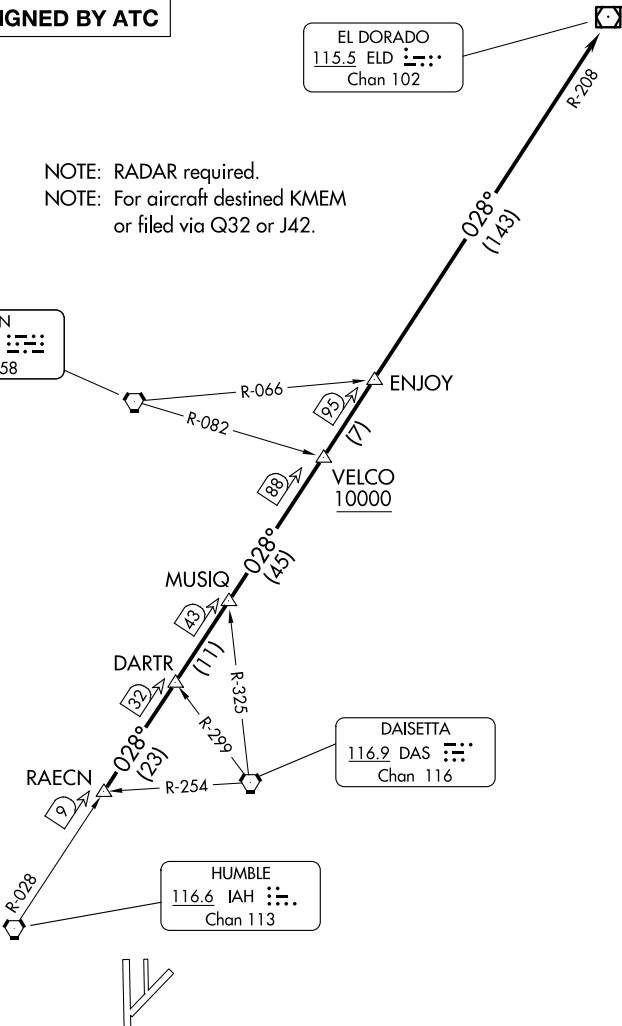 IGNED BY ATC
EL DORADO
115.5 ELD
Chan 102
R-208
NOTE: RADAR required.
NOTE: For aircraft destined KMEM
or filed via Q32 or J42.
028°
(143)
N
58
R-066
ENJOY
95
(7)
R-082
VELCO
10000
88
028°
(45)
MUSIQ
43
(11)
R-325
DARTR
32
R-299
DAISETTA
116.9 DAS
Chan 116
028°
(23)
RAECN
R-254
9
R-028
HUMBLE
116.6 IAH
Chan 113